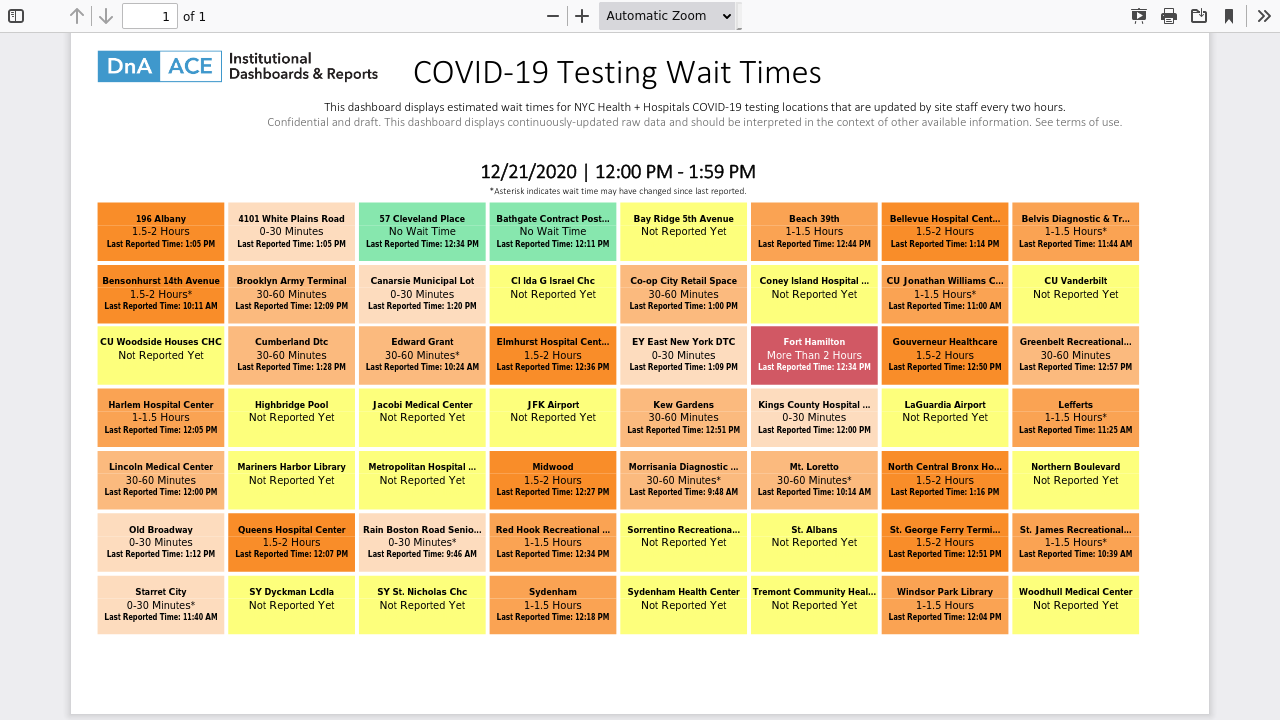 1 of 1 Automatic Zoom
DnA ACE Institutional
Dashboards & Reports
COVID-19 Testing Wait Times
This dashboard displays estimated wait times for NYC Health + Hospitals COVID-19 testing locations that are updated by site staff every two hours.
Confidential and draft. This dashboard displays continuously-updated raw data and should be interpreted in the context of other available information. See terms of use.
12/21/2020 | 12:00 PM - 1:59 PM
*Asterisk indicates wait time may have changed since last reported.
196 Albany
1.5-2 Hours
Last Reported Time: 1:05 PM
4101 White Plains Road
0-30 Minutes
Last Reported Time: 1:05 PM
57 Cleveland Place
No Wait Time
Last Reported Time: 12:34 PM
Bathgate Contract Post...
No Wait Time
Last Reported Time: 12:11 PM
Bay Ridge 5th Avenue
Not Reported Yet
Beach 39th
1-1.5 Hours
Last Reported Time: 12:44 PM
Bellevue Hospital Cent...
1.5-2 Hours
Last Reported Time: 1:14 PM
Belvis Diagnostic & Tr...
1-1.5 Hours*
Last Reported Time: 11:44 AM
Bensonhurst 14th Avenue
1.5-2 Hours*
Last Reported Time: 10:11 AM
Brooklyn Army Terminal
30-60 Minutes
Last Reported Time: 12:09 PM
Canarsie Municipal Lot
0-30 Minutes
Last Reported Time: 1:20 PM
Cl Ida G Israel Chc
Not Reported Yet
Co-op City Retail Space
30-60 Minutes
Last Reported Time: 1:00 PM
Coney Island Hospital ...
Not Reported Yet
CU Jonathan Williams C...
1-1.5 Hours*
Last Reported Time: 11:00 AM
CU Vanderbilt
Not Reported Yet
CU Woodside Houses CHC
Not Reported Yet
Cumberland Dtc
30-60 Minutes
Last Reported Time: 1:28 PM
Edward Grant
30-60 Minutes*
Last Reported Time: 10:24 AM
Elmhurst Hospital Cent...
1.5-2 Hours
Last Reported Time: 12:36 PM
EY East New York DTC
0-30 Minutes
Last Reported Time: 1:09 PM
Fort Hamilton
More Than 2 Hours
Last Reported Time: 12:34 PM
Gouverneur Healthcare
1.5-2 Hours
Last Reported Time: 12:50 PM
Greenbelt Recreational...
30-60 Minutes
Last Reported Time: 12:57 PM
Harlem Hospital Center
1-1.5 Hours
Last Reported Time: 12:05 PM
Highbridge Pool
Not Reported Yet
Jacobi Medical Center
Not Reported Yet
JFK Airport
Not Reported Yet
Kew Gardens
30-60 Minutes
Last Reported Time: 12:51 PM
Kings County Hospital ...
0-30 Minutes
Last Reported Time: 12:00 PM
LaGuardia Airport
Not Reported Yet
Lefferts
1-1.5 Hours*
Last Reported Time: 11:25 AM
Lincoln Medical Center
30-60 Minutes
Last Reported Time: 12:00 PM
Mariners Harbor Library
Not Reported Yet
Metropolitan Hospital ...
Not Reported Yet
Midwood
1.5-2 Hours
Last Reported Time: 12:27 PM
Morrisania Diagnostic ...
30-60 Minutes*
Last Reported Time: 9:48 AM
Mt. Loretto
30-60 Minutes*
Last Reported Time: 10:14 AM
North Central Bronx Ho...
1.5-2 Hours
Last Reported Time: 1:16 PM
Northern Boulevard
Not Reported Yet
Old Broadway
0-30 Minutes
Last Reported Time: 1:12 PM
Queens Hospital Center
1.5-2 Hours
Last Reported Time: 12:07 PM
Rain Boston Road Senio...
0-30 Minutes*
Last Reported Time: 9:46 AM
Red Hook Recreational ...
1-1.5 Hours
Last Reported Time: 12:34 PM
Sorrentino Recreationa...
Not Reported Yet
St. Albans
Not Reported Yet
St. George Ferry Termi...
1.5-2 Hours
Last Reported Time: 12:51 PM
St. James Recreational...
1-1.5 Hours*
Last Reported Time: 10:39 AM
Starret City
0-30 Minutes*
Last Reported Time: 11:40 AM
SY Dyckman Lcdla
Not Reported Yet
SY St. Nicholas Chc
Not Reported Yet
Sydenham
1-1.5 Hours
Last Reported Time: 12:18 PM
Sydenham Health Center
Not Reported Yet
Tremont Community Heal...
Not Reported Yet
Windsor Park Library
1-1.5 Hours
Last Reported Time: 12:04 PM
Woodhull Medical Center
Not Reported Yet